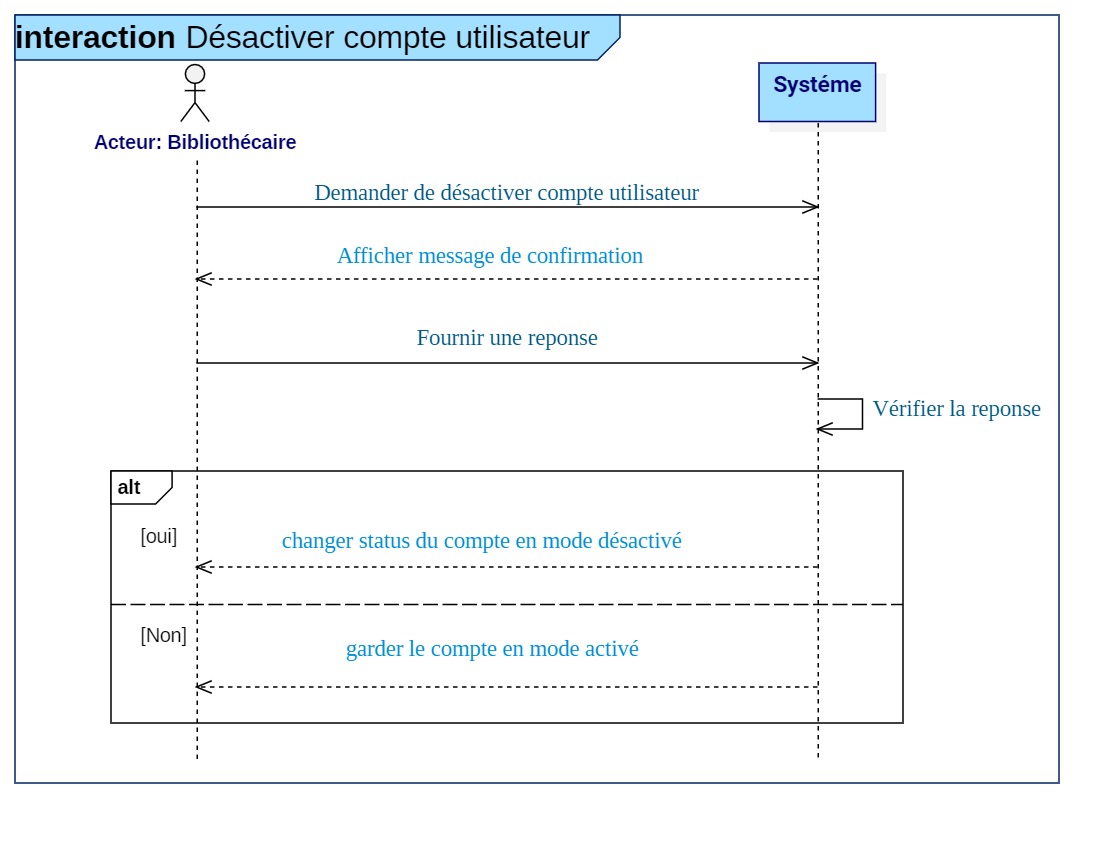 interaction Désactiver compte utilisateur
Systéme
Acteur: Bibliothécaire
Demander de désactiver compte utilisateur
Afficher message de confirmation
Fournir une reponse
Vérifier la reponse
alt
[oui]
changer status du compte en mode désactivé
[Non]
garder le compte en mode activé